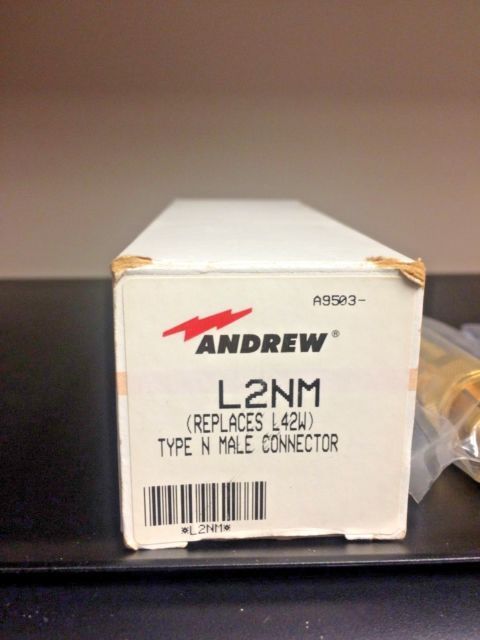 A9503-
ANDREW®
L2NM
(REPLACES L42W)
TYPE N MALE CONNECTOR
*L2NM*